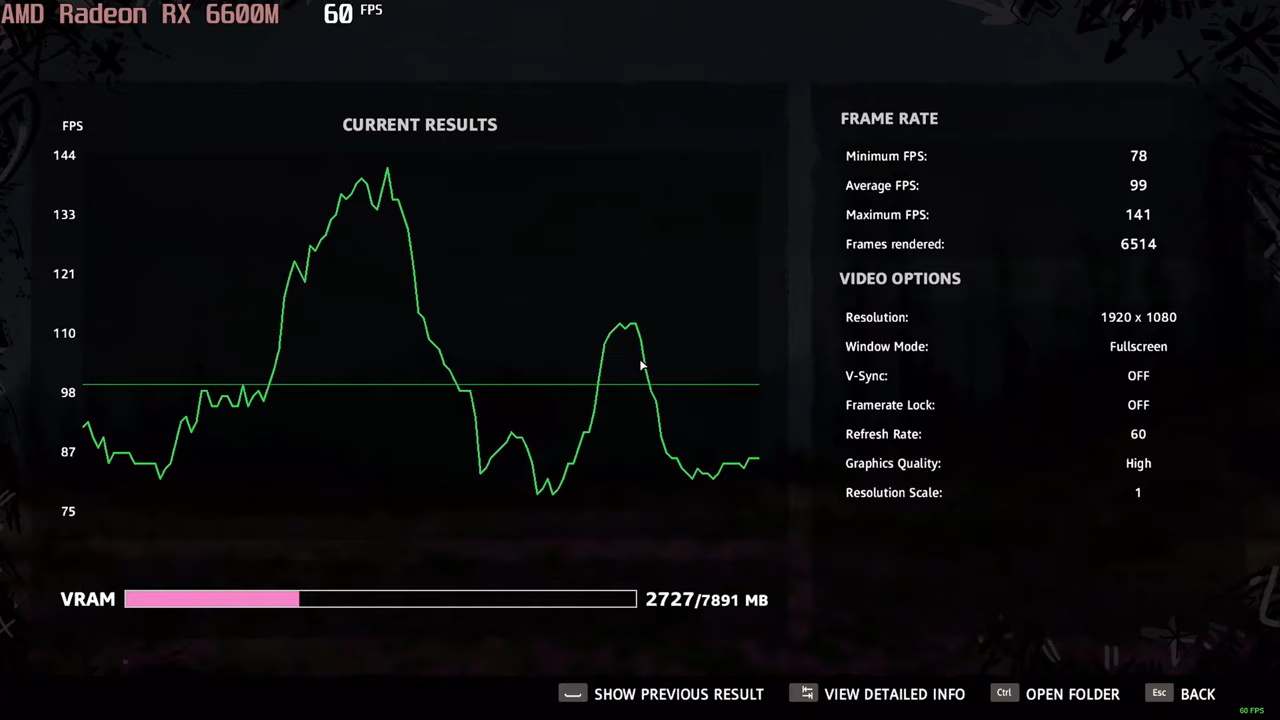 AMD Radeon RX 6600M 60 FPS
FPS CURRENT RESULTS
144
133
121
110
98
87
75
VRAM 2727/7891 MB
FRAME RATE
Minimum FPS: 78
Average FPS: 99
Maximum FPS: 141
Frames rendered: 6514
VIDEO OPTIONS
Resolution: 1920 x 1080
Window Mode: Fullscreen
V-Sync: OFF
Framerate Lock: OFF
Refresh Rate: 60
Graphics Quality: High
Resolution Scale: 1
SHOW PREVIOUS RESULT VIEW DETAILED INFO Ctrl OPEN FOLDER Esc BACK
60 FPS